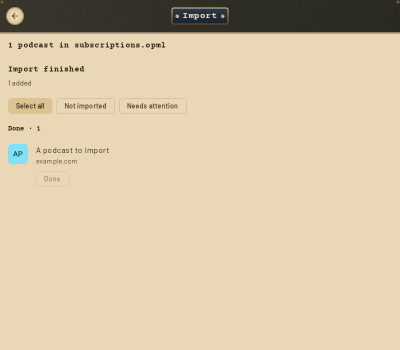 Import
1 podcast in subscriptions.opml
Import finished
1 added
Select all
Not imported
Needs attention
Done · 1
AP
A podcast to import
example.com
Done